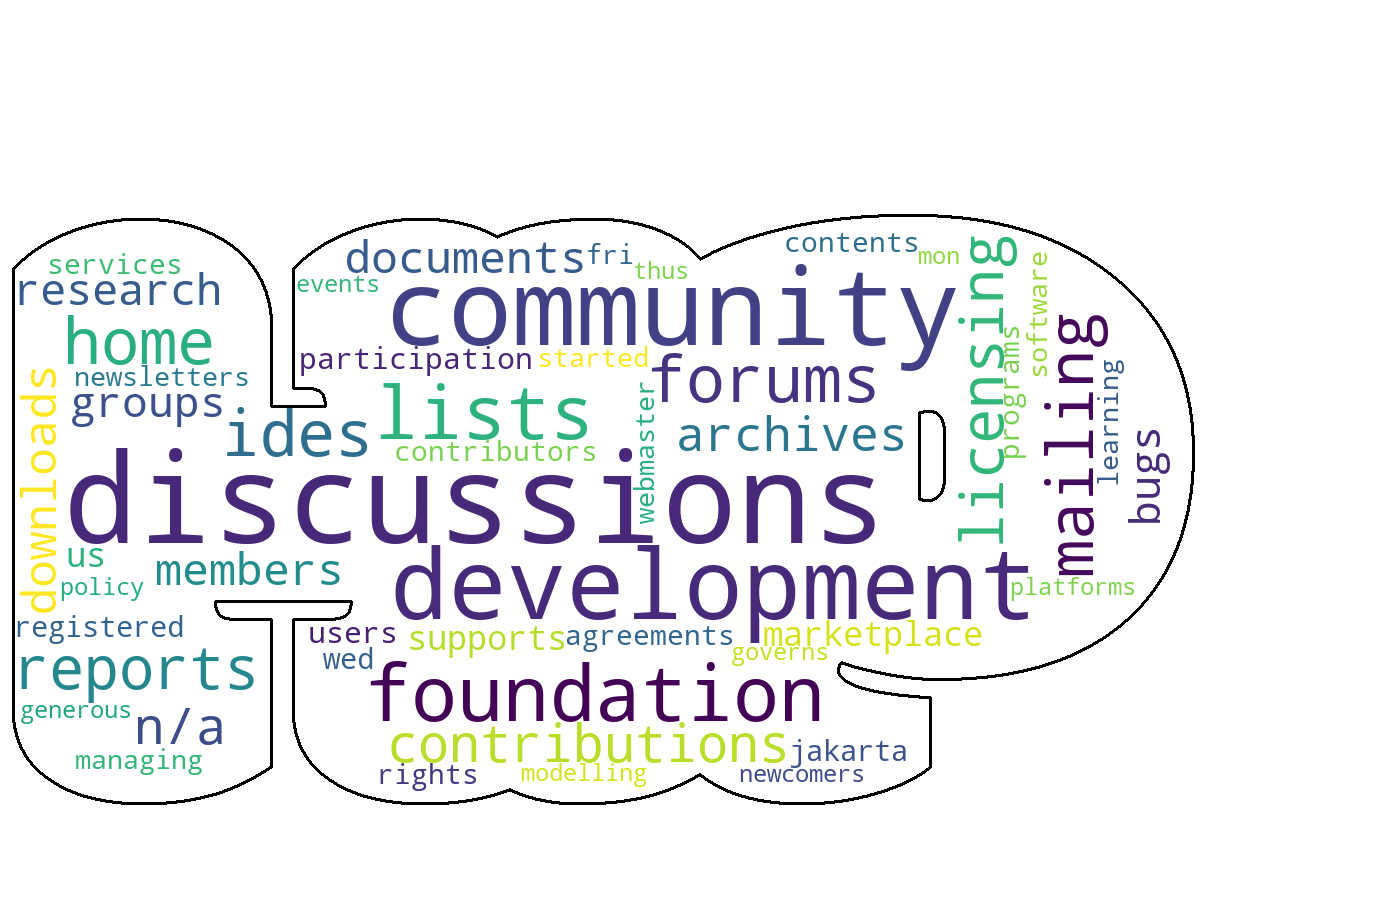 contents
documents
fri
mon
services
thus
events
research
community
licensing
software
home
participation
started
programs
mailing
newsletters
forums
learning
groups
lists
webmaster
downloads
ides
archives
contributors
bugs
discussions
us
members
development
policy
platforms
registered
users
supports
agreements
marketplace
wed
governs
reports
foundation
generous
n/a
contributions
jakarta
managing
rights
modelling
newcomers